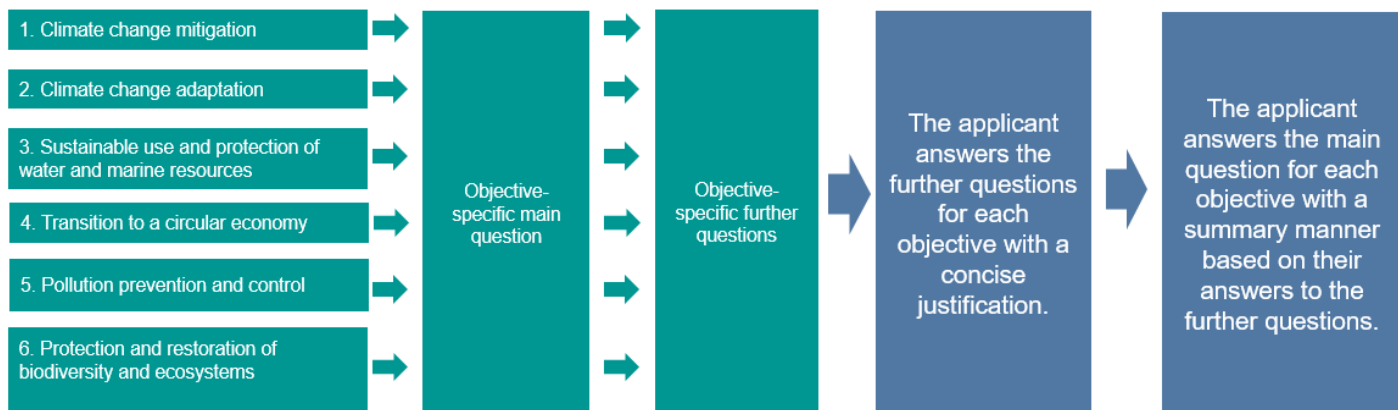 1. Climate change mitigation
2. Climate change adaptation
3. Sustainable use and protection of
water and marine resources
4. Transition to a circular economy
5. Pollution prevention and control
6. Protection and restoration of
biodiversity and ecosystems
Objective-
specific main
question
Objective-
specific further
questions
The applicant
answers the
further questions
for each
objective with a
concise
justification.
The applicant
answers the main
question for each
objective with a
summary manner
based on their
answers to the
further questions.